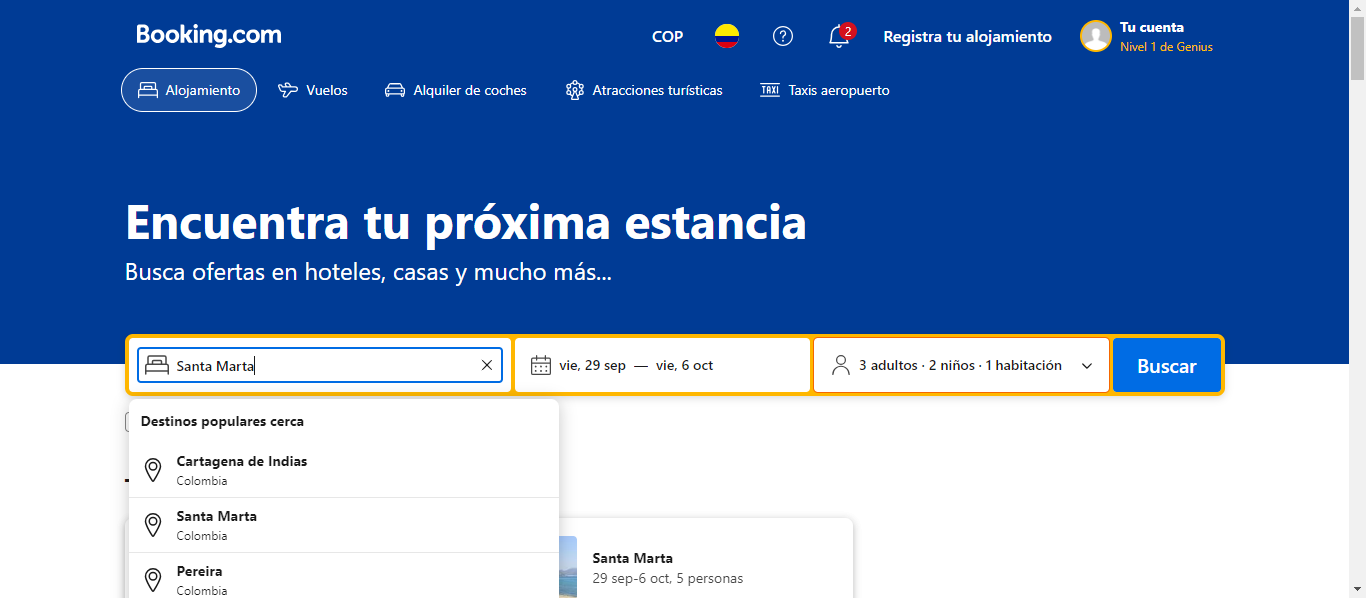 Booking.com
COP
2
Registra tu alojamiento
Tu cuenta
Nivel 1 de Genius
Alojamiento
Vuelos
Alquiler de coches
Atracciones turísticas
TAXI
Taxis aeropuerto
Encuentra tu próxima estancia
Busca ofertas en hoteles, casas y mucho más...
Santa Marta
vie, 29 sep — vie, 6 oct
3 adultos · 2 niños · 1 habitación
Buscar
Destinos populares cerca
Cartagena de Indias
Colombia
Santa Marta
Colombia
Pereira
Colombia
Santa Marta
29 sep-6 oct, 5 personas